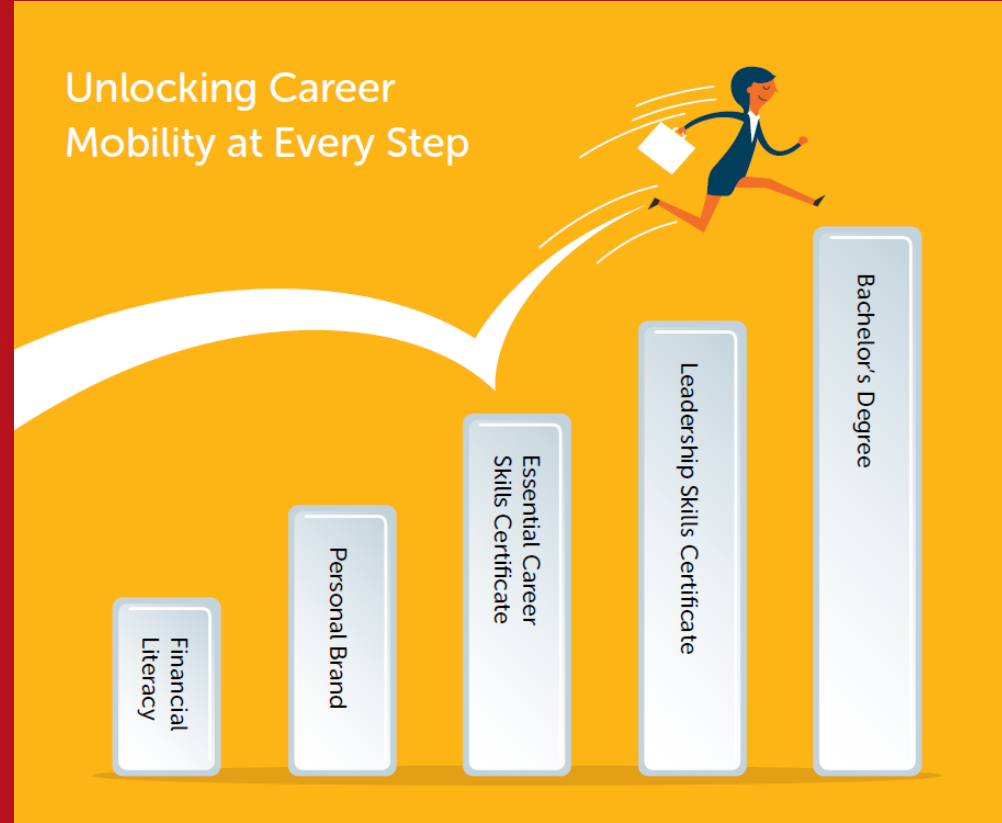 Unlocking Career
Mobility at Every Step
Financial
Literacy
Personal Brand
Essential Career
Skills Certificate
Leadership Skills Certificate
Bachelor’s Degree